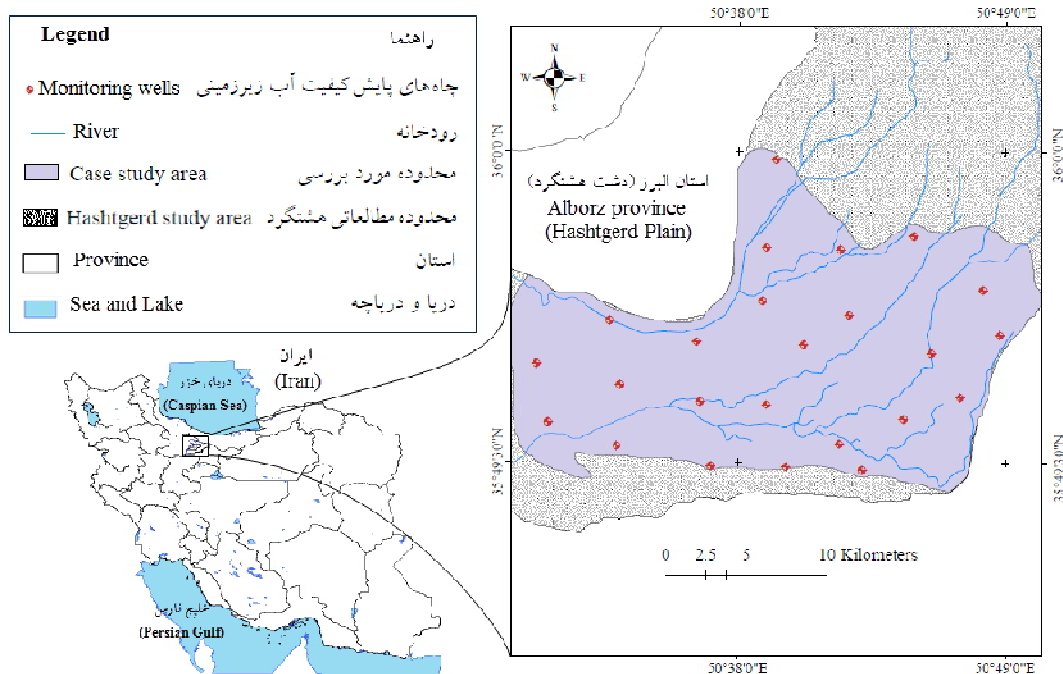 Legend راهنما
Monitoring wells چاه‌های پایش کیفیت آب زیرزمینی
River رودخانه
Case study area محدوده مورد بررسی
Hashtgerd study area محدوده مطالعاتی هشتگرد
Province استان
Sea and Lake دریا و دریاچه
ایران
(Iran)
دریای خزر
(Caspian Sea)
خلیج فارس
(Persian Gulf)
50°38'0"E 50°49'0"E
N
W E
S
36°0'0"N 36°0'0"N
استان البرز (دشت هشتگرد)
Alborz province
(Hashtgerd Plain)
35°49'30"N 35°49'30"N
0 2.5 5 10 Kilometers
50°38'0"E 50°49'0"E